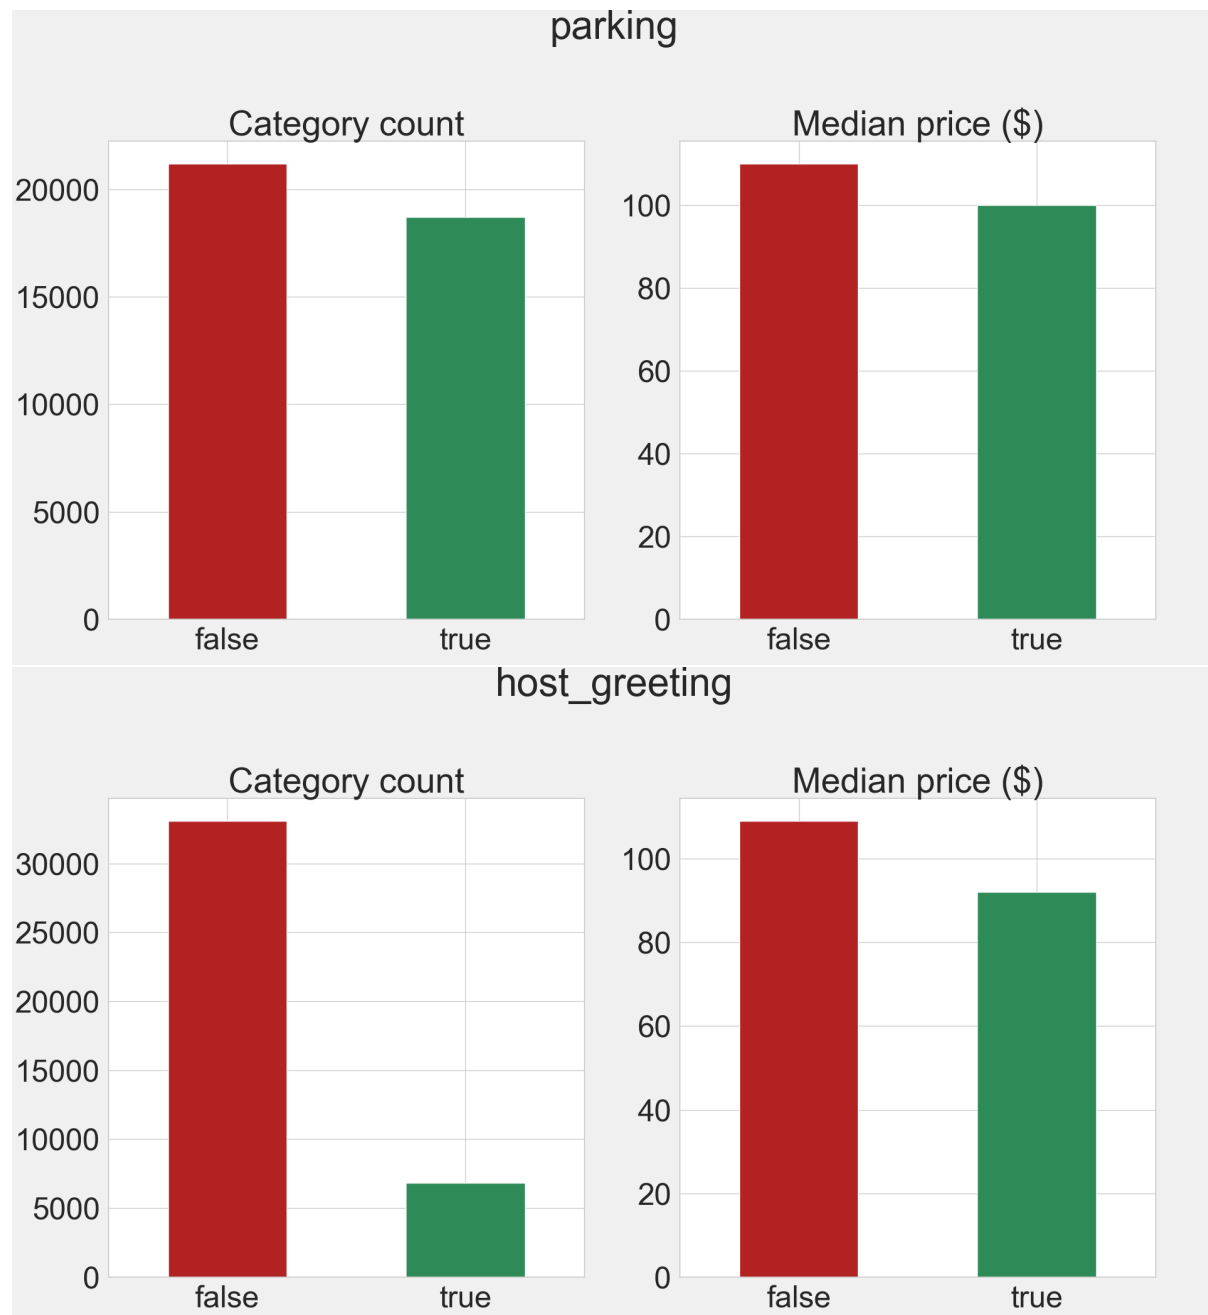 parking
Category count
Median price ($)
20000
15000
10000
5000
0
false
true
100
80
60
40
20
0
false
true
host_greeting
Category count
Median price ($)
30000
25000
20000
15000
10000
5000
0
false
true
100
80
60
40
20
0
false
true